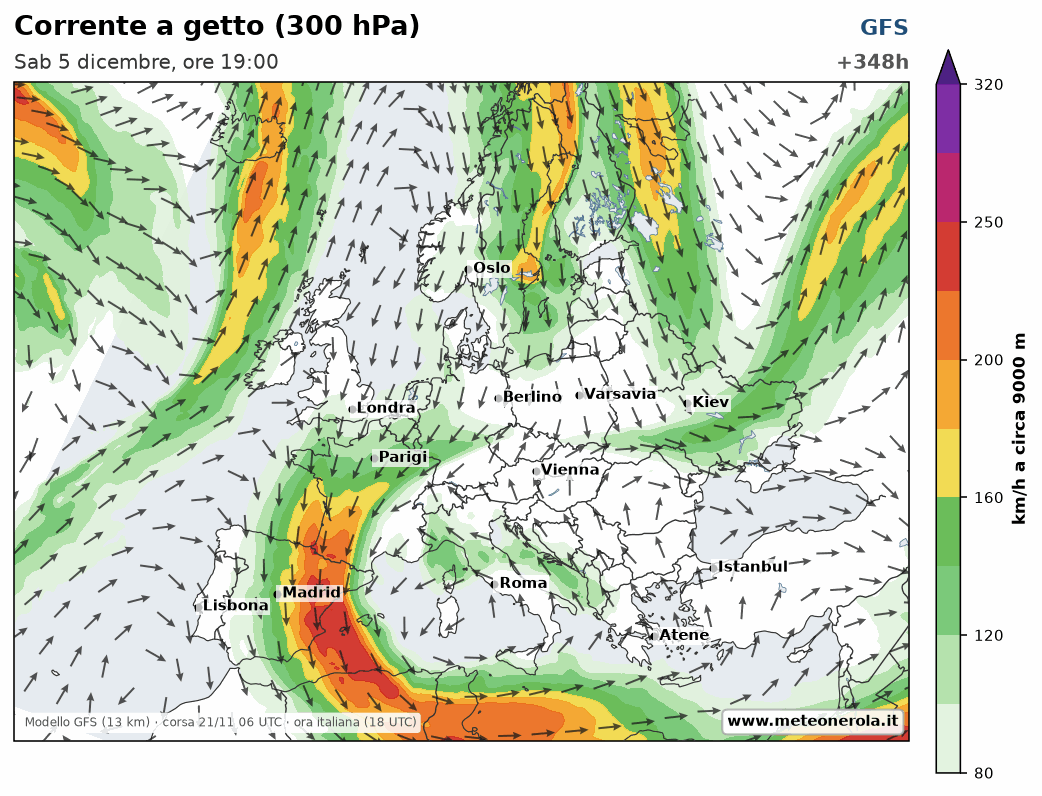 Corrente a getto (300 hPa)
GFS
Sab 5 dicembre, ore 19:00
+348h
320
250
200
160
120
80
km/h a circa 9000 m
Oslo
Berlino
Varsavia
Kiev
Londra
Parigi
Vienna
Istanbul
Roma
Madrid
Lisbona
Atene
Modello GFS (13 km) · corsa 21/11 06 UTC · ora italiana (18 UTC)
www.meteonerola.it